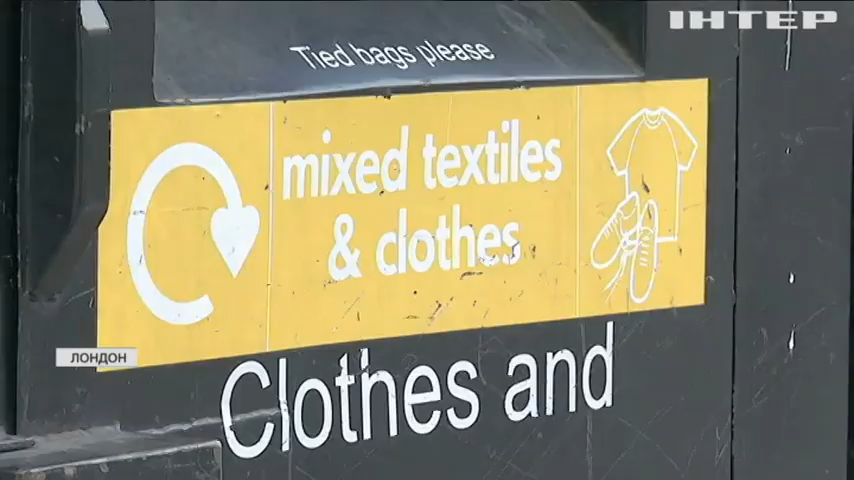 ІНТЕР
Tied bags please
mixed textiles
& clothes
ЛОНДОН
Clothes and